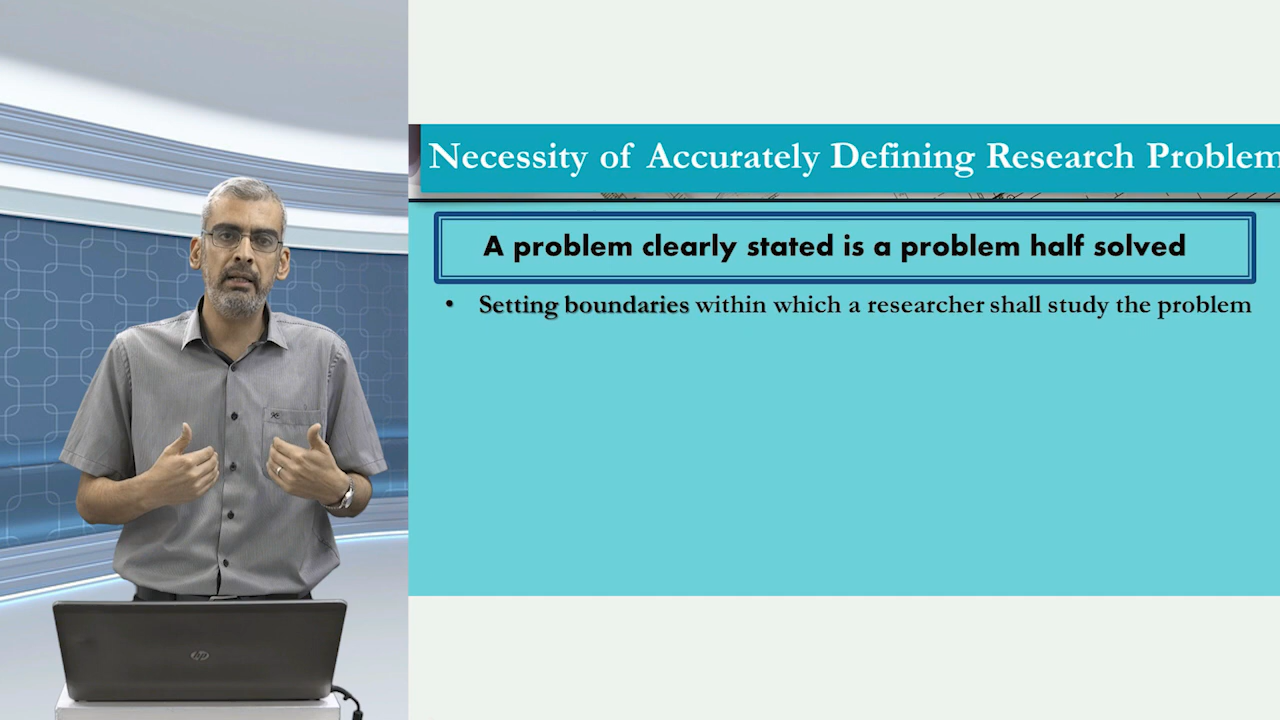 Necessity of Accurately Defining Research Problem
A problem clearly stated is a problem half solved
• Setting boundaries within which a researcher shall study the problem
hp